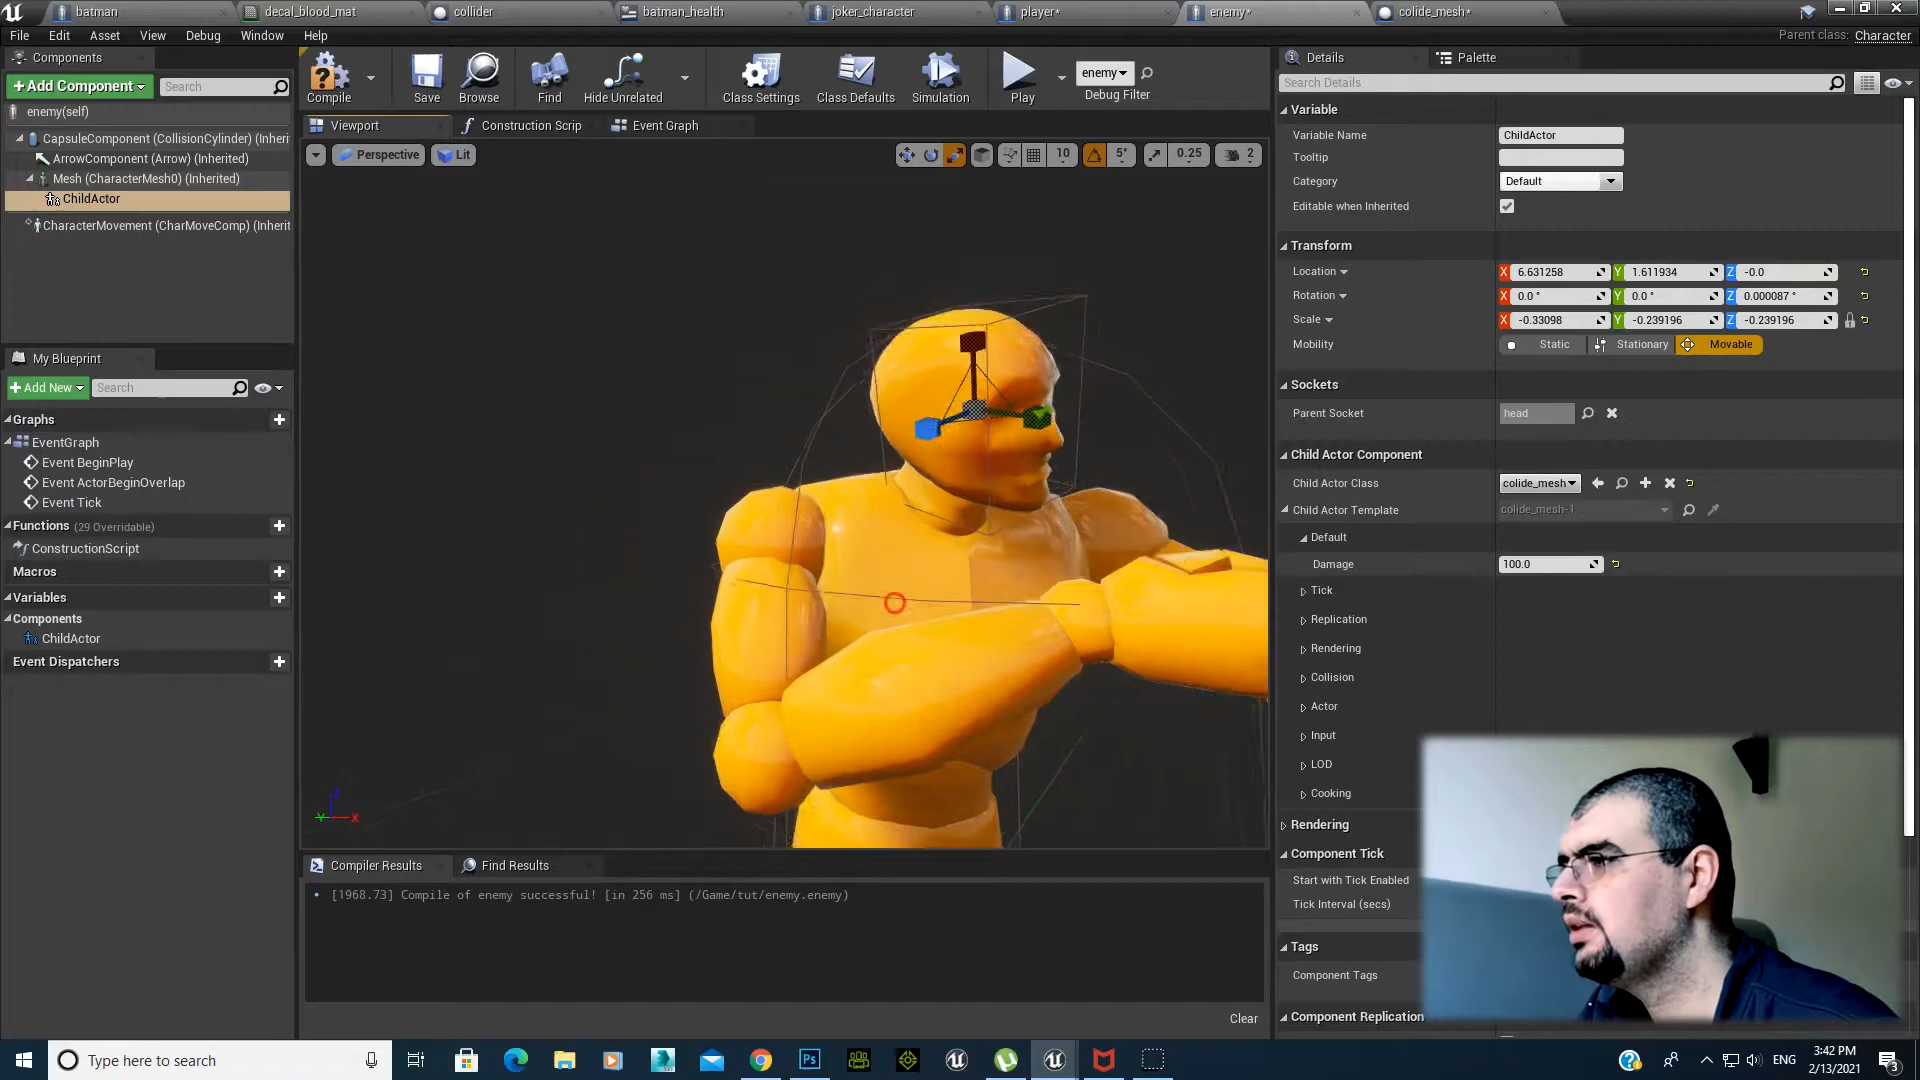 batman
decal_blood_mat
collider
batman_health
joker_character
player*
enemy*
colide_mesh*
File Edit Asset View Debug Window Help
Parent class: Character
Components
+Add Component
Search
enemy(self)
CapsuleComponent (CollisionCylinder) (Inheri
ArrowComponent (Arrow) (Inherited)
Mesh (CharacterMesh0) (Inherited)
ChildActor
CharacterMovement (CharMoveComp) (Inherit
My Blueprint
+Add New
Search
Graphs
EventGraph
Event BeginPlay
Event ActorBeginOverlap
Event Tick
Functions (29 Overridable)
ConstructionScript
Macros
Variables
Components
ChildActor
Event Dispatchers
Compile
Save
Browse
Find
Hide Unrelated
Class Settings
Class Defaults
Simulation
Play
enemy
Debug Filter
Viewport
Construction Scrip
Event Graph
Perspective
Lit
10
5°
0.25
2
Z
Y X
Compiler Results
Find Results
• [1968.73] Compile of enemy successful! [in 256 ms] (/Game/tut/enemy.enemy)
Clear
Details
Palette
Search Details
Variable
Variable Name ChildActor
Tooltip
Category Default
Editable when Inherited
Transform
Location X 6.631258 Y 1.611934 Z -0.0
Rotation X 0.0 ° Y 0.0 ° Z 0.000087 °
Scale X -0.33098 Y -0.239196 Z -0.239196
Mobility Static Stationary Movable
Sockets
Parent Socket head
Child Actor Component
Child Actor Class colide_mesh
Child Actor Template colide_mesh-1
Default
Damage 100.0
Tick
Replication
Rendering
Collision
Actor
Input
LOD
Cooking
Rendering
Component Tick
Start with Tick Enabled
Tick Interval (secs)
Tags
Component Tags
Component Replication
Type here to search
Ps
ENG
3:42 PM
2/13/2021
3